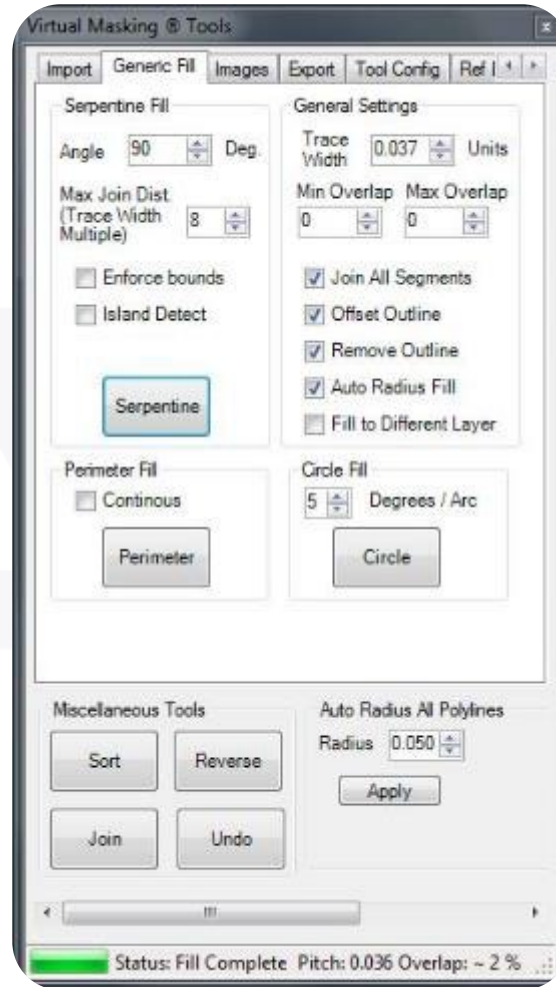 Virtual Masking ® Tools
Import Generic Fill Images Export Tool Config Ref
Serpentine Fill
Angle 90 Deg.
Max Join Dist
(Trace Width
Multiple) 8
Enforce bounds
Island Detect
Serpentine
General Settings
Trace
Width 0.037 Units
Min Overlap Max Overlap
0 0
Join All Segments
Offset Outline
Remove Outline
Auto Radius Fill
Fill to Different Layer
Perimeter Fill
Continous
Perimeter
Circle Fill
5 Degrees / Arc
Circle
Miscellaneous Tools
Sort Reverse
Join Undo
Auto Radius All Polylines
Radius 0.050
Apply
Status: Fill Complete Pitch: 0.036 Overlap: ~ 2 %